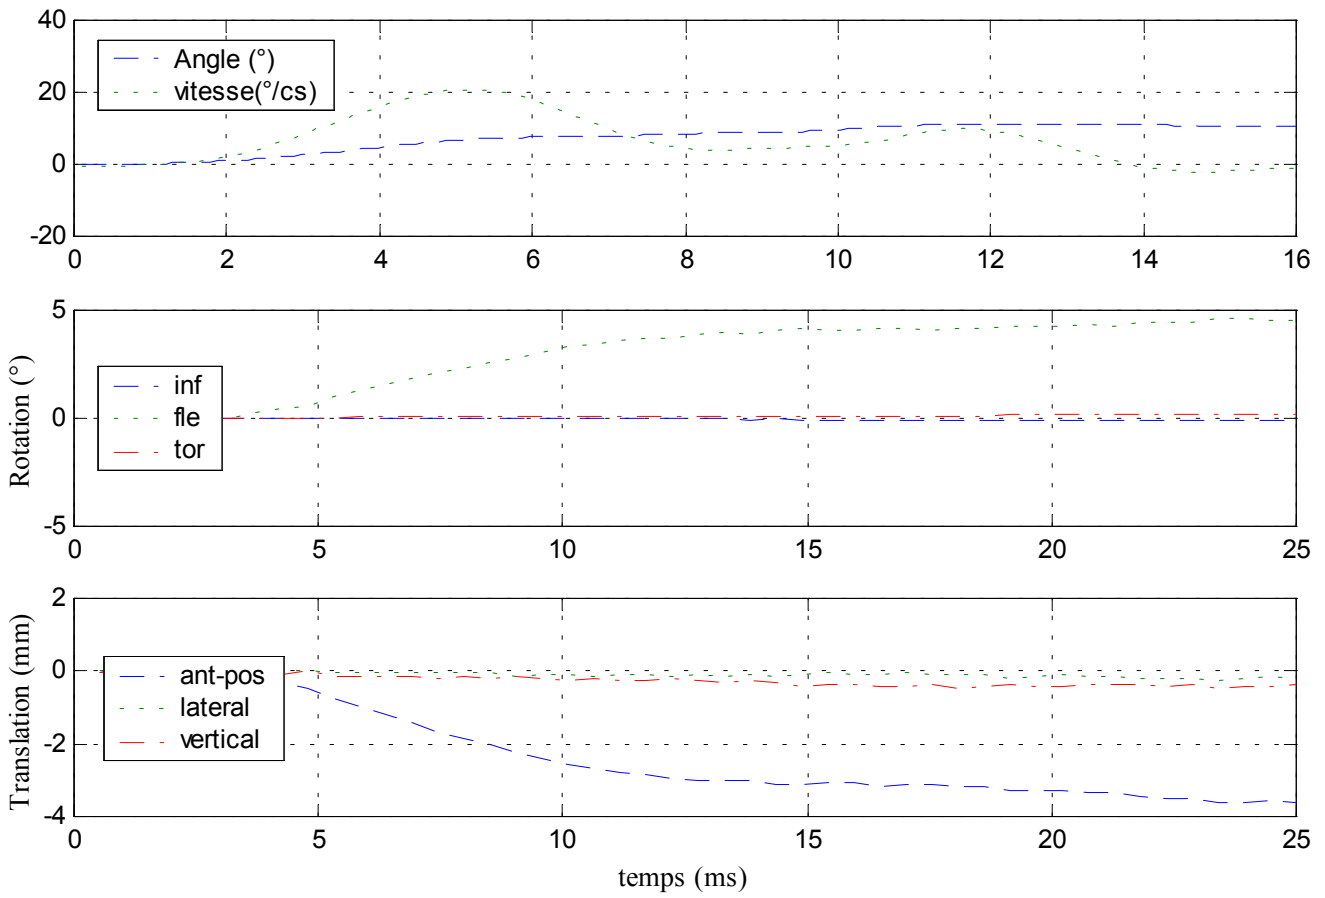 40
Angle (°)
vitesse(°/cs)
20
0
-20
0 2 4 6 8 10 12 14 16
5
Rotation (°)
inf
fle
tor
0
-5
0 5 10 15 20 25
2
Translation (mm)
0
ant-pos
lateral
vertical
-2
-4
0 5 10 15 20 25
temps (ms)